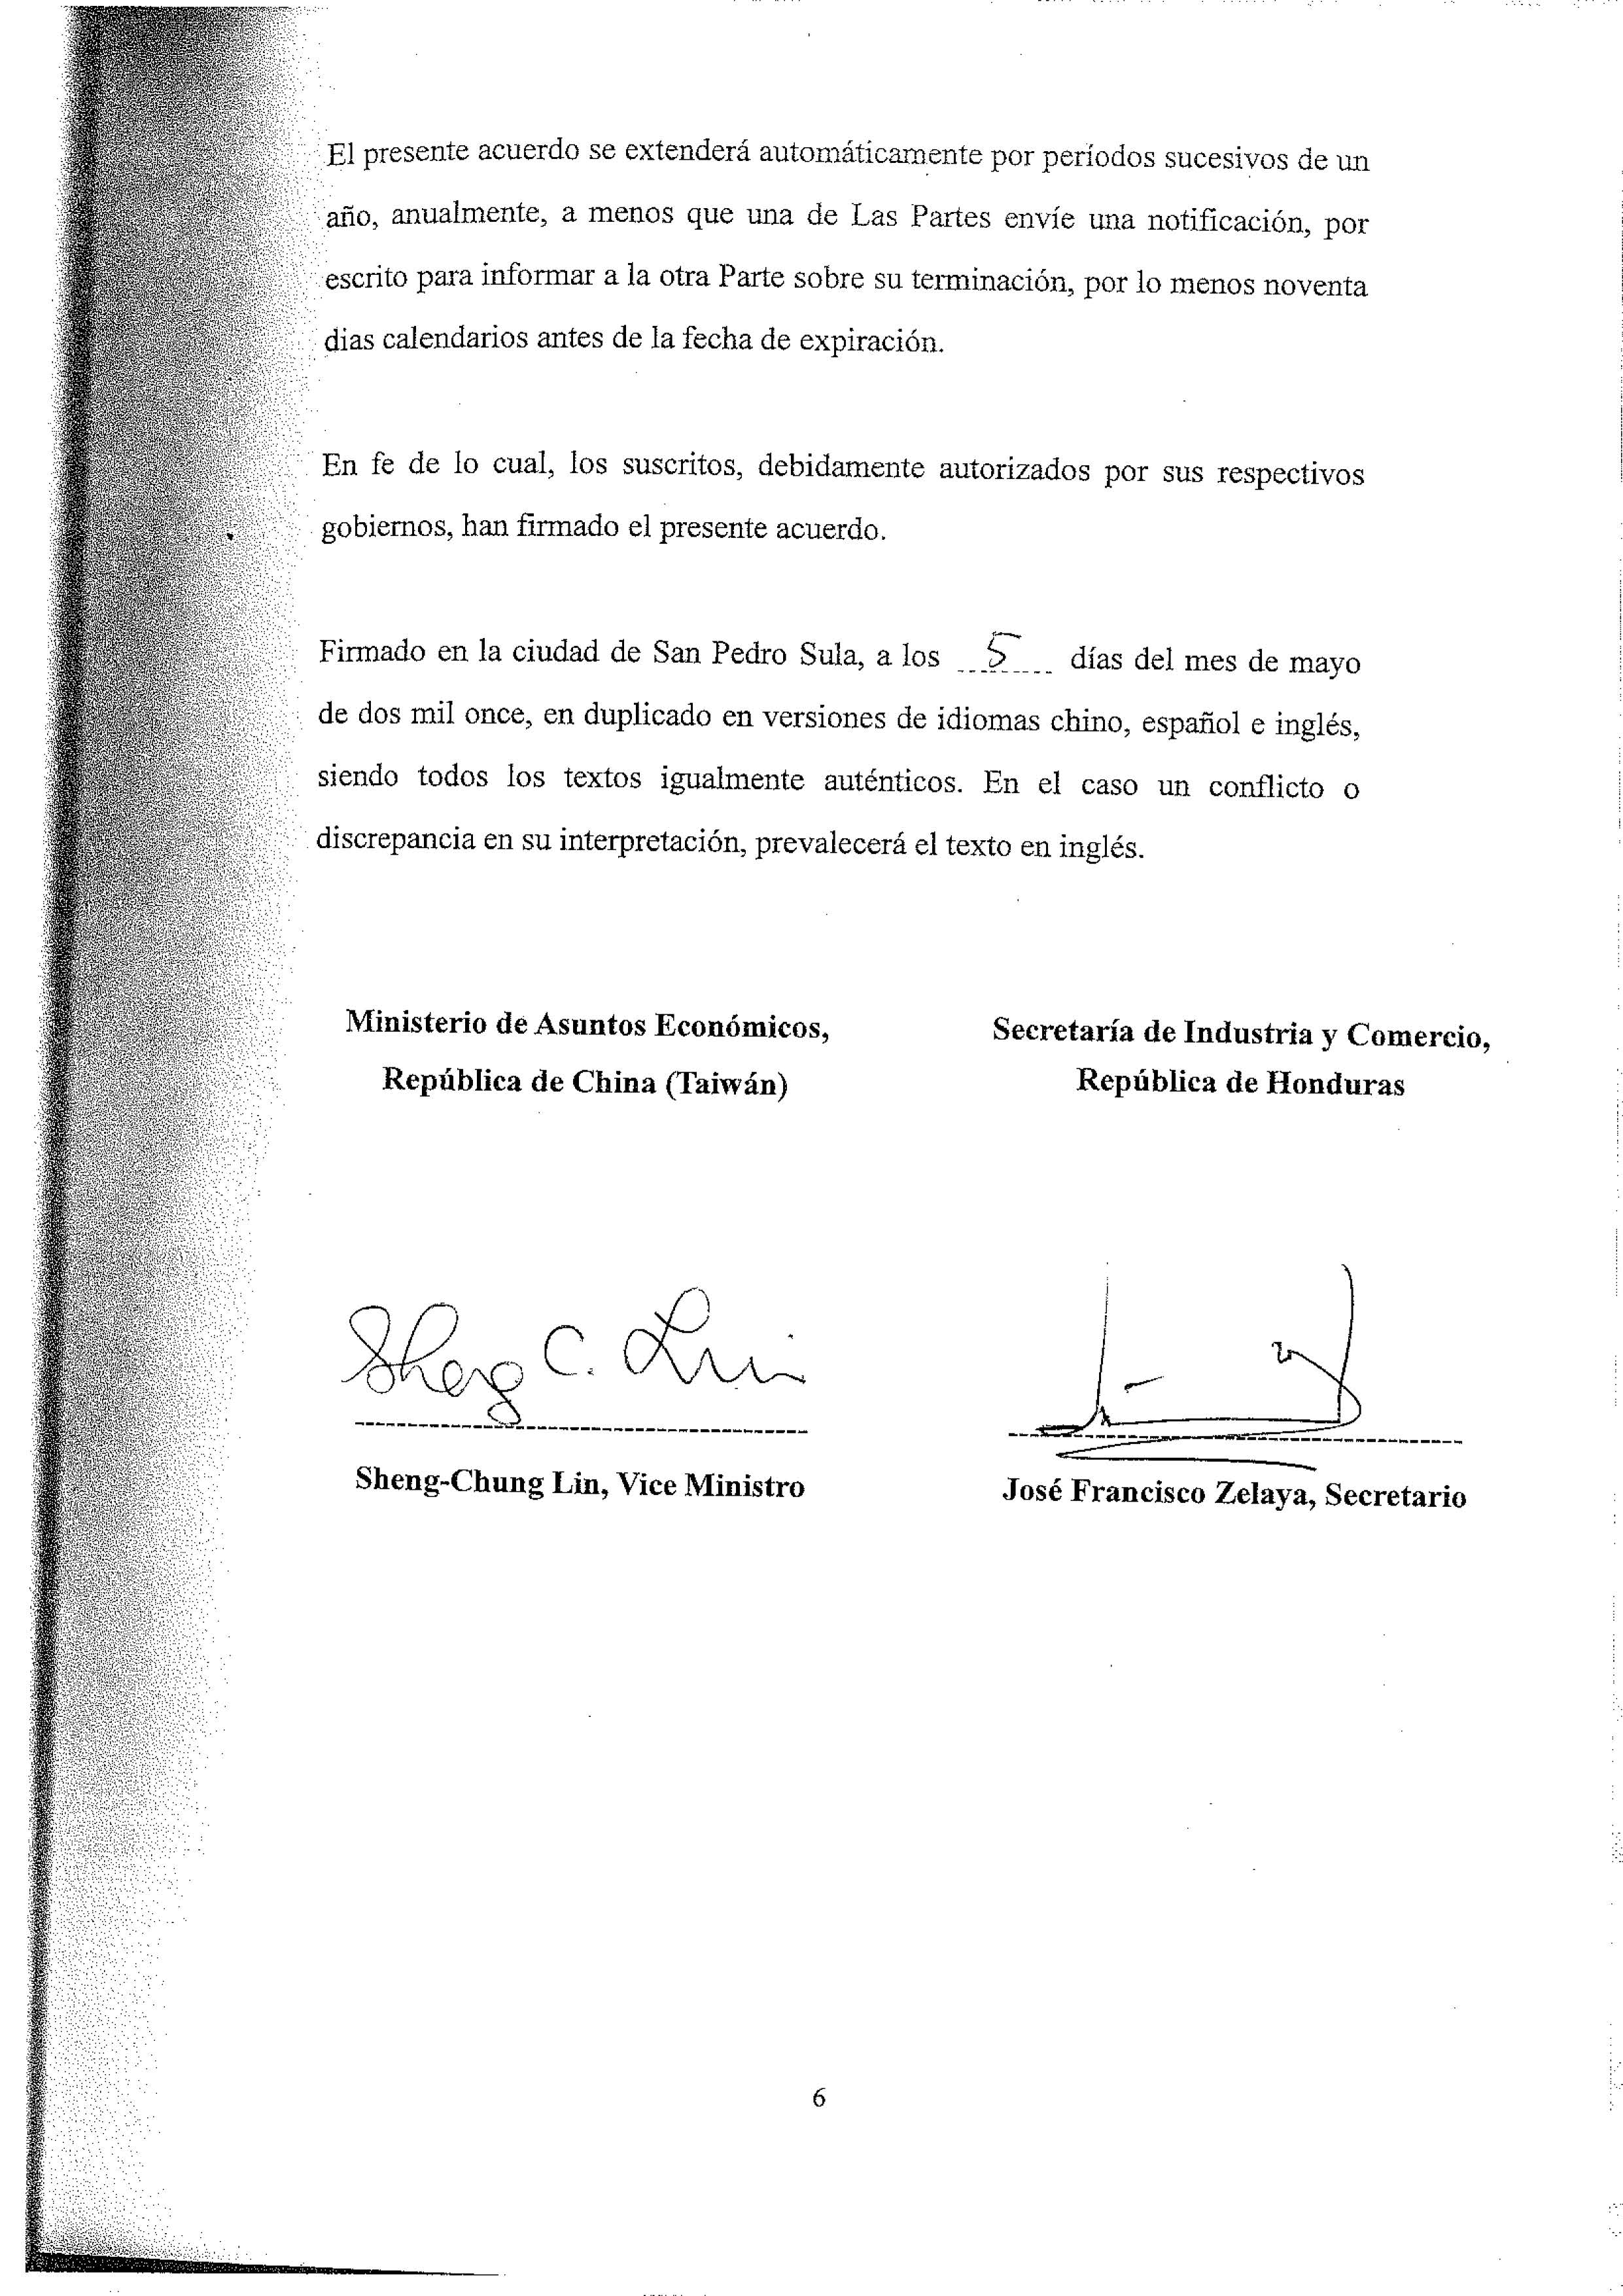 El presente acuerdo se extenderá automáticamente por períodos sucesivos de un
año, anualmente, a menos que una de Las Partes envíe una notificación, por
escrito para informar a la otra Parte sobre su terminación, por lo menos noventa
dias calendarios antes de la fecha de expiración.
En fe de lo cual, los suscritos, debidamente autorizados por sus respectivos
gobiernos, han firmado el presente acuerdo.
Firmado en la ciudad de San Pedro Sula, a los 5 días del mes de mayo
de dos mil once, en duplicado en versiones de idiomas chino, español e inglés,
siendo todos los textos igualmente auténticos. En el caso un conflicto o
discrepancia en su interpretación, prevalecerá el texto en inglés.
Ministerio de Asuntos Económicos,
República de China (Taiwán)
Secretaría de Industria y Comercio,
República de Honduras
Sheng C. Lin
Sheng-Chung Lin, Vice Ministro
José Francisco Zelaya, Secretario
6